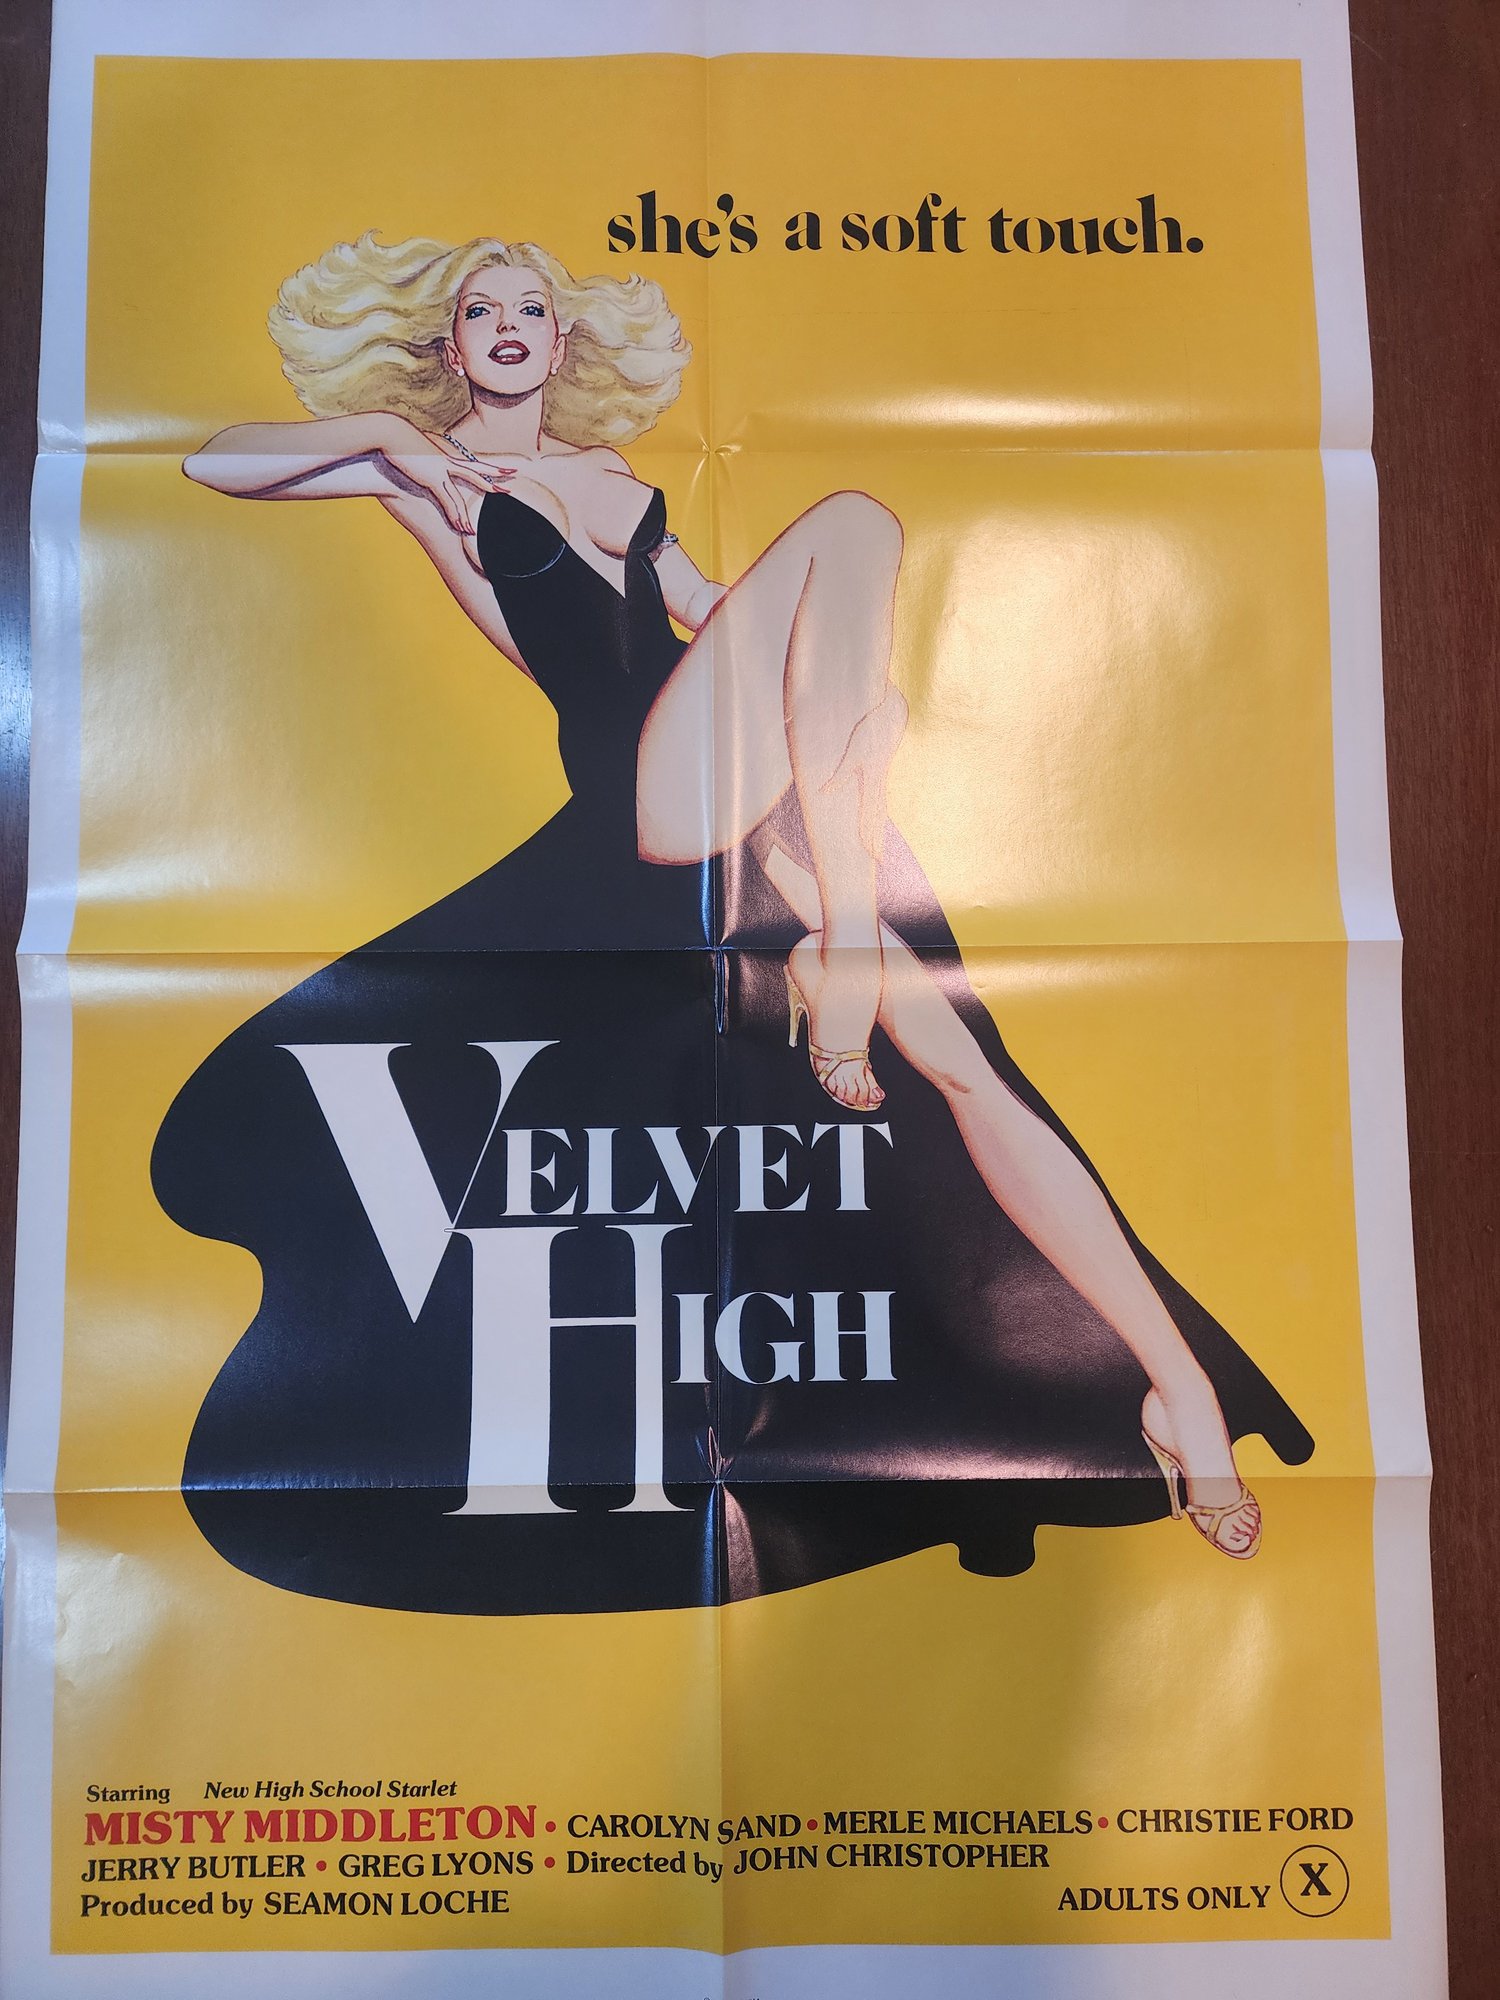 she's a soft touch.
VELVET
HIGH
Starring New High School Starlet
MISTY MIDDLETON • CAROLYN SAND • MERLE MICHAELS • CHRISTIE FORD
JERRY BUTLER • GREG LYONS • Directed by JOHN CHRISTOPHER
Produced by SEAMON LOCHE
ADULTS ONLY X